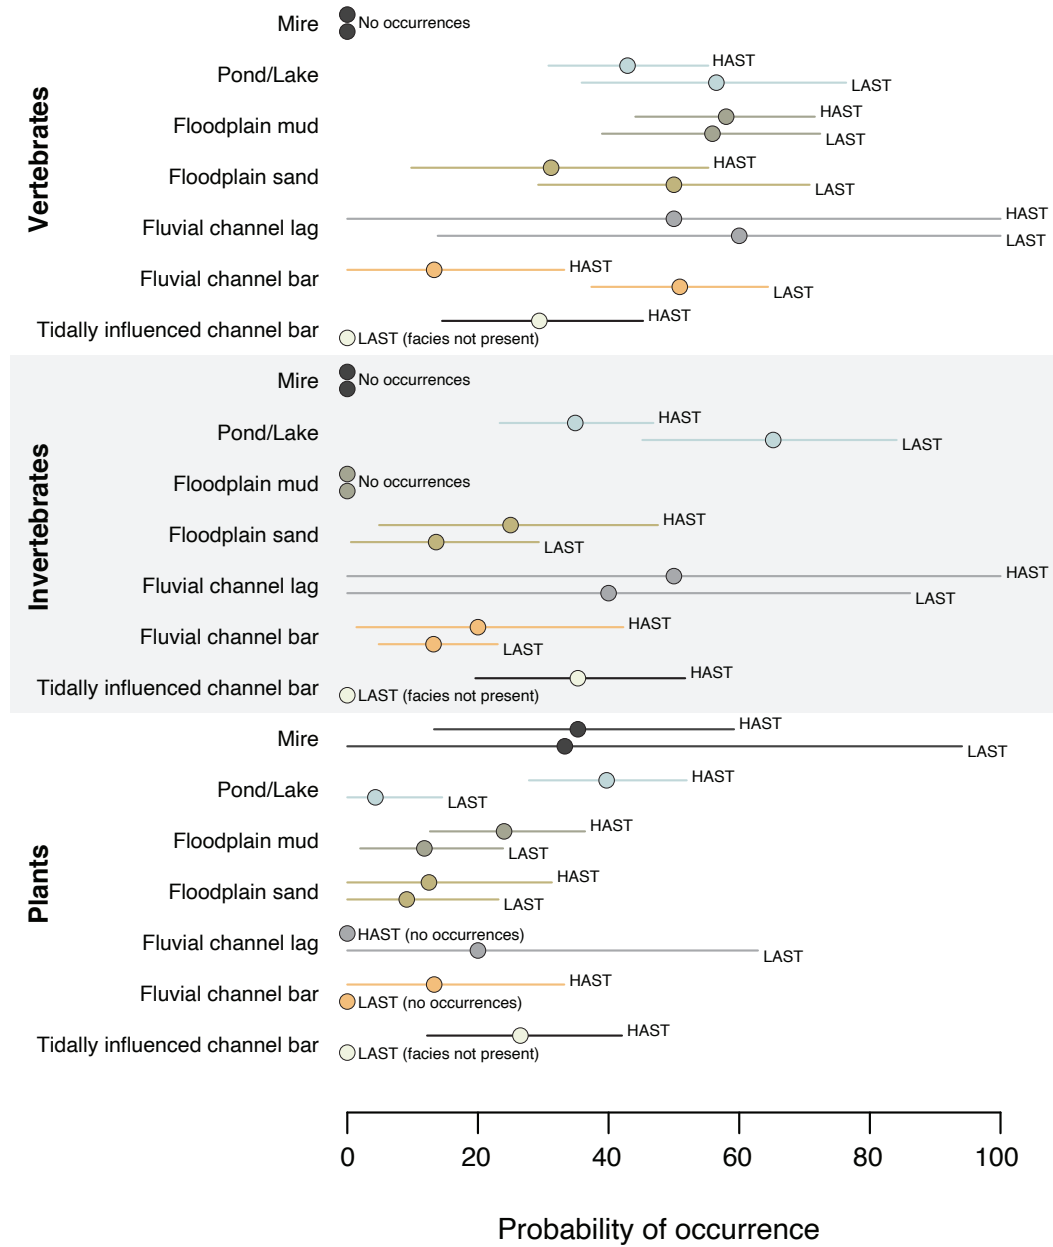 Vertebrates
Mire
No occurrences
Pond/Lake
HAST
LAST
Floodplain mud
HAST
LAST
Floodplain sand
HAST
LAST
Fluvial channel lag
HAST
LAST
Fluvial channel bar
HAST
LAST
Tidally influenced channel bar
HAST
LAST (facies not present)
Invertebrates
Mire
No occurrences
Pond/Lake
HAST
LAST
Floodplain mud
No occurrences
Floodplain sand
HAST
LAST
Fluvial channel lag
HAST
LAST
Fluvial channel bar
HAST
LAST
Tidally influenced channel bar
HAST
LAST (facies not present)
Plants
Mire
HAST
LAST
Pond/Lake
HAST
LAST
Floodplain mud
HAST
LAST
Floodplain sand
HAST
LAST
Fluvial channel lag
HAST (no occurrences)
LAST
Fluvial channel bar
HAST
LAST (no occurrences)
Tidally influenced channel bar
HAST
LAST (facies not present)
0 20 40 60 80 100
Probability of occurrence